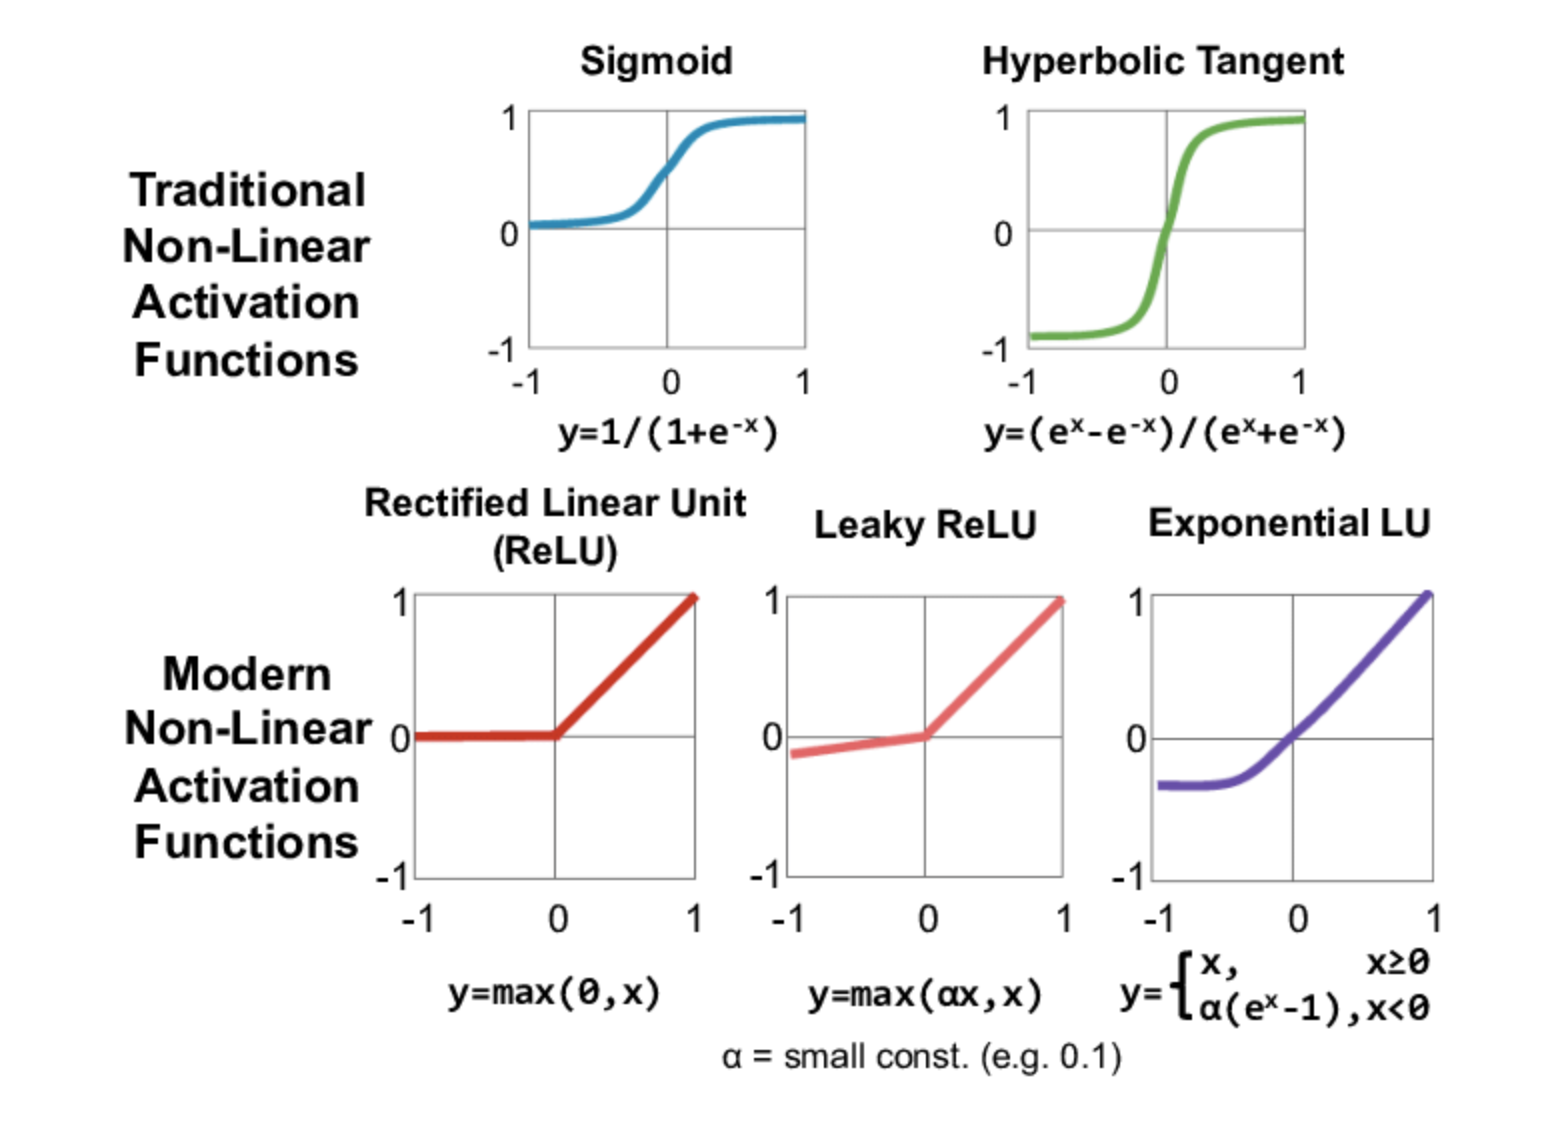 Sigmoid
Hyperbolic Tangent
Traditional
Non-Linear
Activation
Functions
1
0
-1
-1 0 1
y=1/(1+e⁻ˣ)
1
0
-1
-1 0 1
y=(eˣ-e⁻ˣ)/(eˣ+e⁻ˣ)
Modern
Non-Linear
Activation
Functions
Rectified Linear Unit
(ReLU)
1
0
-1
-1 0 1
y=max(0,x)
Leaky ReLU
1
0
-1
-1 0 1
y=max(αx,x)
Exponential LU
1
0
-1
-1 0 1
y={x, x≥0
α(eˣ-1),x<0
α = small const. (e.g. 0.1)